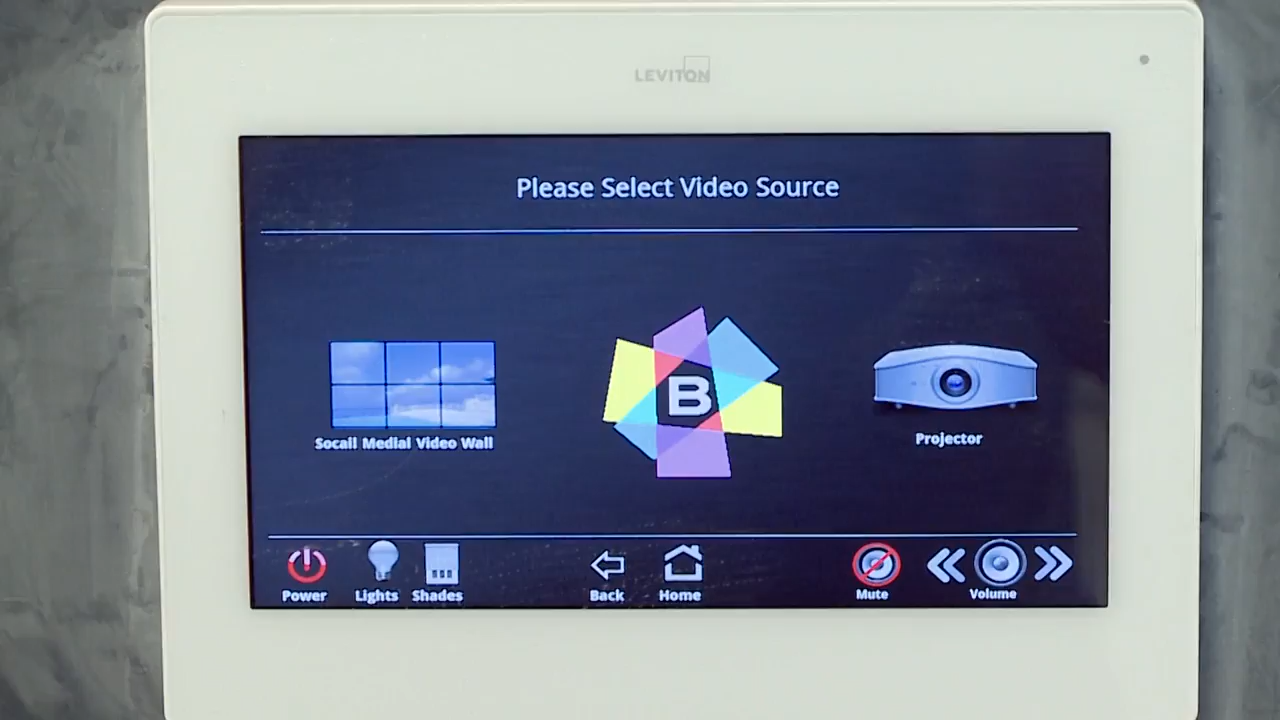 LEVITON
Please Select Video Source
B
Socail Medial Video Wall
Projector
Power
Lights
Shades
Back
Home
Mute
Volume